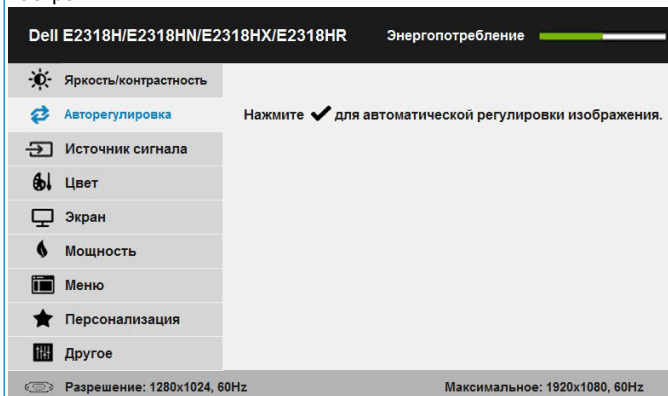 Dell E2318H/E2318HN/E2318HX/E2318HR Энергопотребление
Яркость/контрастность
Авторегулировка
Нажмите ✔ для автоматической регулировки изображения.
Источник сигнала
Цвет
Экран
Мощность
Меню
Персонализация
Другое
Разрешение: 1280x1024, 60Hz Максимальное: 1920x1080, 60Hz